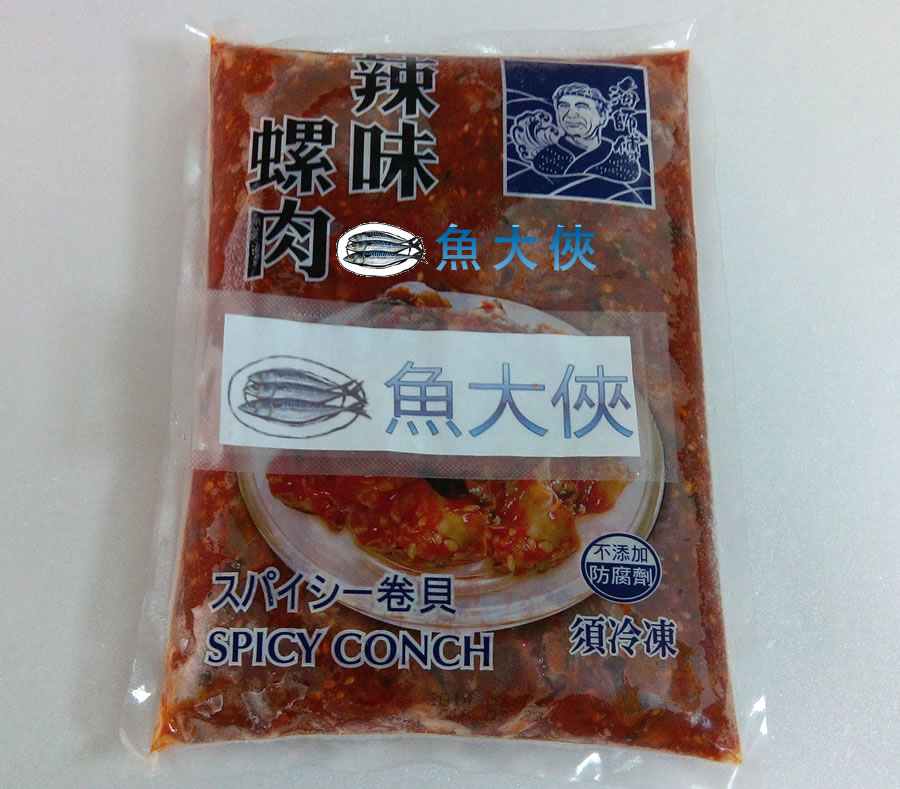 辣味
螺肉
海師傅
魚大俠
魚大俠
不添加
防腐劑
スパイシー卷貝
SPICY CONCH
須冷凍